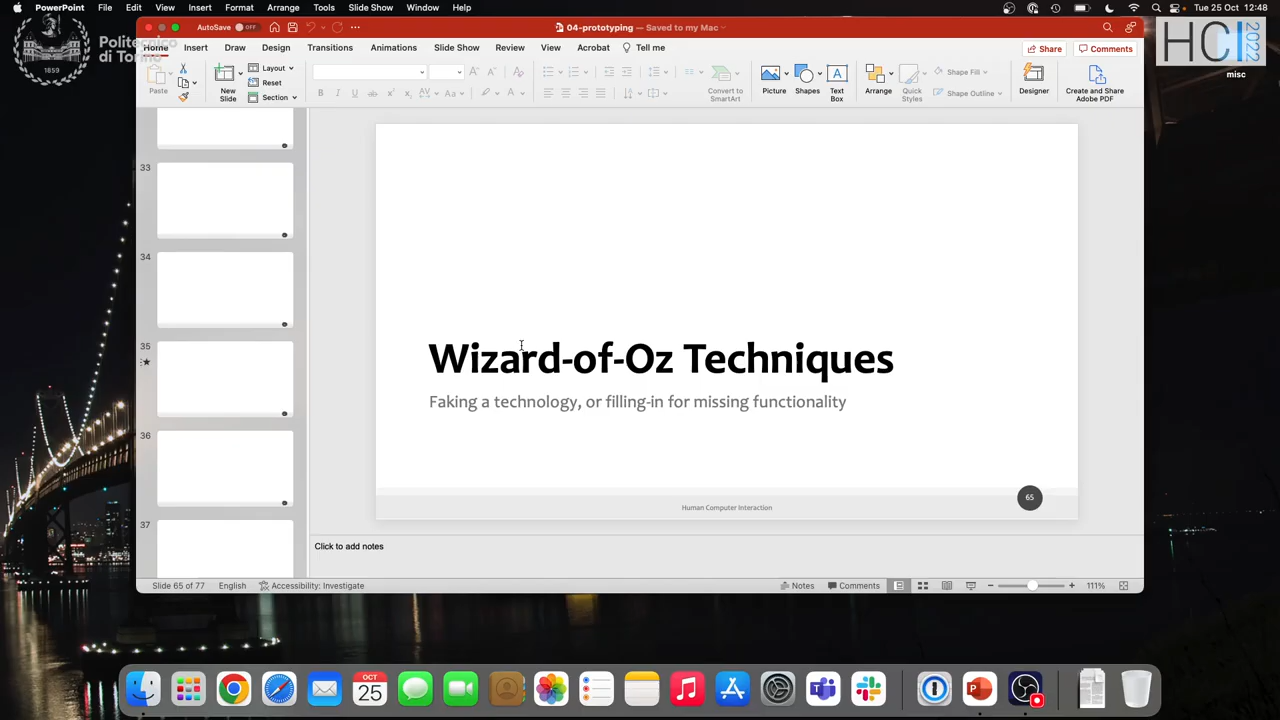 PowerPoint File Edit View Insert Format Arrange Tools Slide Show Window Help Tue 25 Oct 12:48
AutoSave OFF 04-prototyping — Saved to my Mac
Home Insert Draw Design Transitions Animations Slide Show Review View Acrobat Tell me Share Comments
Paste New Slide Layout Reset Section Convert to SmartArt Picture Shapes Text Box Arrange Quick Styles Shape Fill Shape Outline Designer Create and Share Adobe PDF
Politecnico
di Torino
1859
HCI 2022
misc
33
34
35
36
37
Wizard-of-Oz Techniques
Faking a technology, or filling-in for missing functionality
Human Computer Interaction
65
Click to add notes
Slide 65 of 77 English Accessibility: Investigate Notes Comments 111%
OCT
25